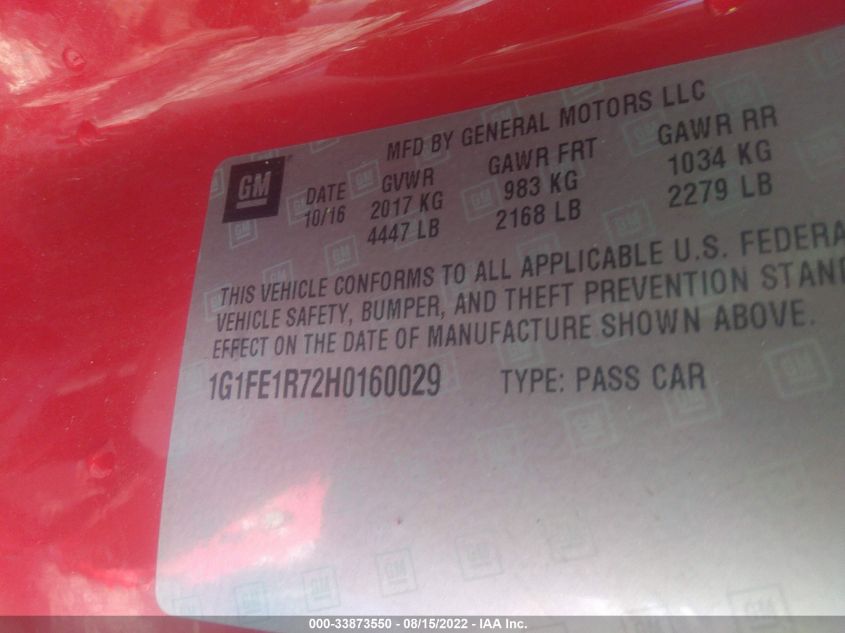 MFD BY GENERAL MOTORS LLC
GM DATE GVWR GAWR FRT GAWR RR
10/16 2017 KG 983 KG 1034 KG
4447 LB 2168 LB 2279 LB
THIS VEHICLE CONFORMS TO ALL APPLICABLE U.S. FEDERA
VEHICLE SAFETY, BUMPER, AND THEFT PREVENTION STAN
EFFECT ON THE DATE OF MANUFACTURE SHOWN ABOVE.
1G1FE1R72H0160029 TYPE: PASS CAR
000-33873550 - 08/15/2022 - IAA Inc.